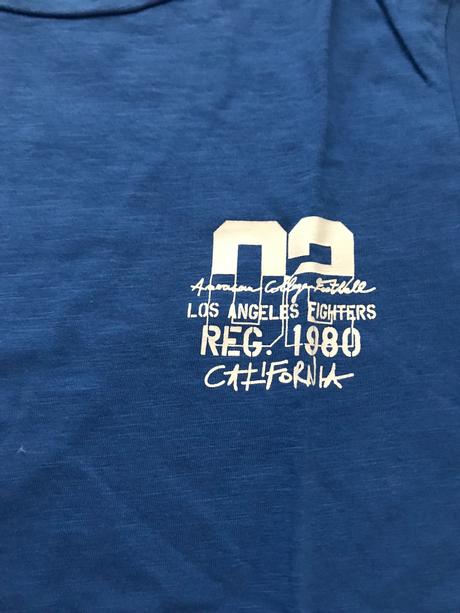 02
American College Football
LOS ANGELES FIGHTERS
REG. 1980
CALIFORNIA